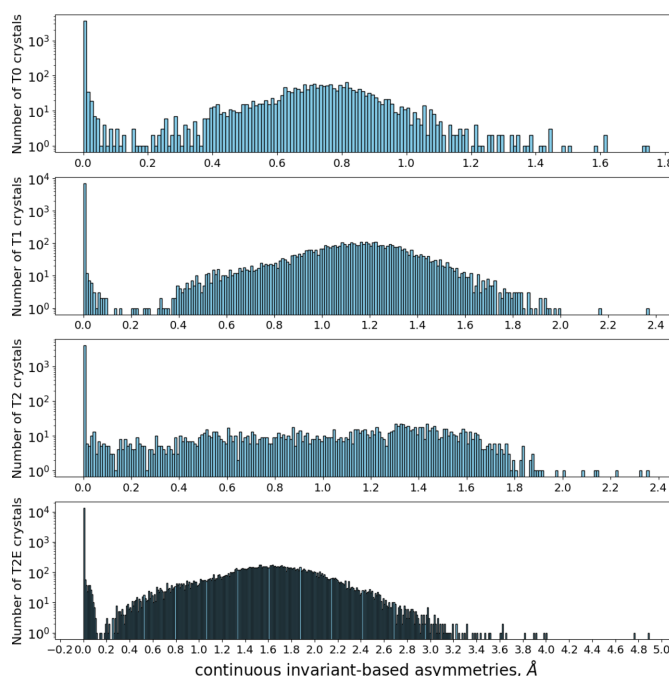 Number of T0 crystals
10³
10²
10¹
10⁰
0.0 0.2 0.4 0.6 0.8 1.0 1.2 1.4 1.6 1.8
Number of T1 crystals
10⁴
10³
10²
10¹
10⁰
0.0 0.2 0.4 0.6 0.8 1.0 1.2 1.4 1.6 1.8 2.0 2.2 2.4
Number of T2 crystals
10³
10²
10¹
10⁰
0.0 0.2 0.4 0.6 0.8 1.0 1.2 1.4 1.6 1.8 2.0 2.2 2.4
Number of T2E crystals
10⁴
10³
10²
10¹
10⁰
−0.2 0.0 0.2 0.4 0.6 0.8 1.0 1.2 1.4 1.6 1.8 2.0 2.2 2.4 2.6 2.8 3.0 3.2 3.4 3.6 3.8 4.0 4.2 4.4 4.6 4.8 5.0
continuous invariant-based asymmetries, Å